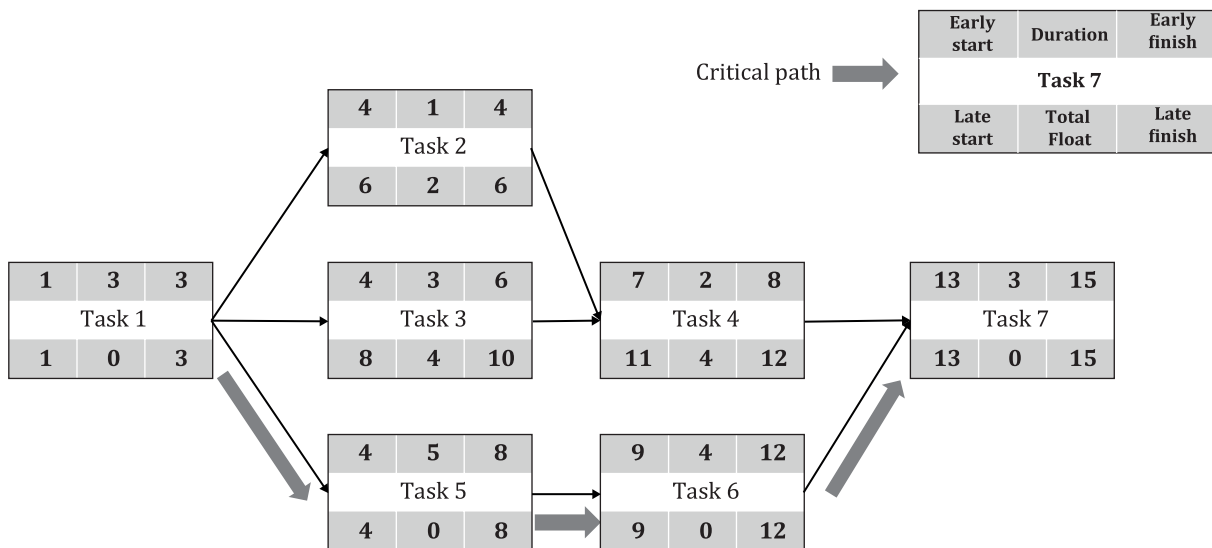 Early start Duration Early finish
Critical path
Task 7
Late start Total Float Late finish
4 1 4
Task 2
6 2 6
1 3 3
Task 1
1 0 3
4 3 6
Task 3
8 4 10
7 2 8
Task 4
11 4 12
13 3 15
Task 7
13 0 15
4 5 8
Task 5
4 0 8
9 4 12
Task 6
9 0 12